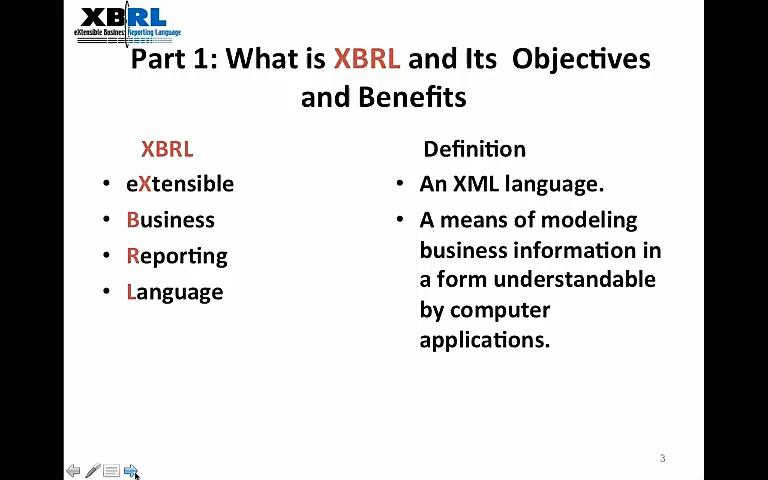 XBRL
eXtensible Business Reporting Language
Part 1: What is XBRL and Its Objectives
and Benefits
XBRL
• eXtensible
• Business
• Reporting
• Language
Definition
• An XML language.
• A means of modeling
business information in
a form understandable
by computer
applications.
3